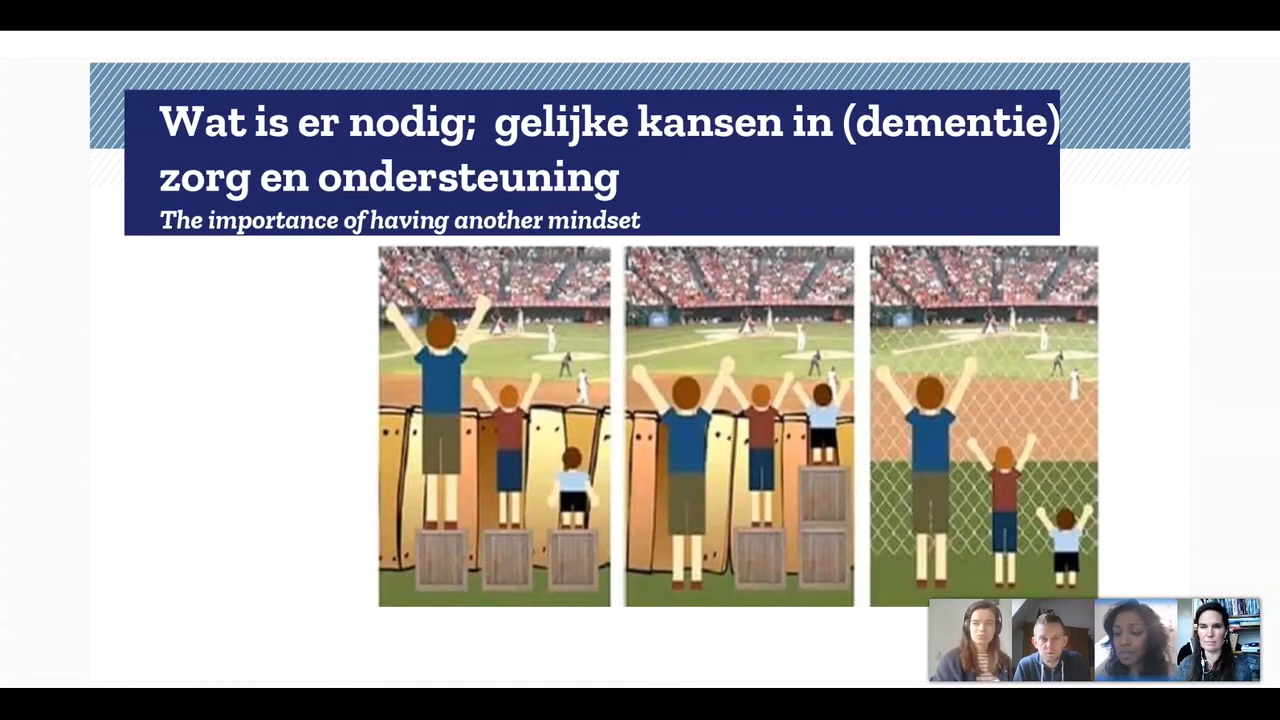 Wat is er nodig; gelijke kansen in (dementie)
zorg en ondersteuning
The importance of having another mindset